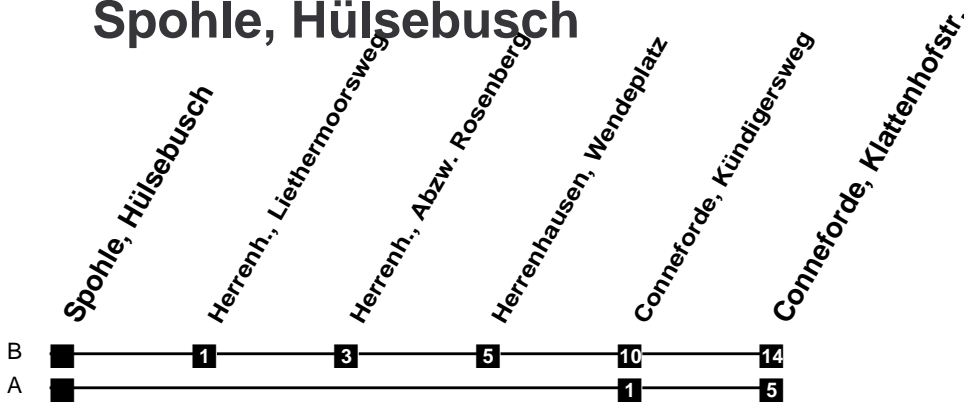 Spohle, Hülsebusch
Spohle, Hülsebusch
Herrenh., Liethermoorsweg
Herrenh., Abzw. Rosenberg
Herrenhausen, Wendeplatz
Conneforde, Kündigersweg
Conneforde, Klattenhofstr.
B 1 3 5 10 14
A 1 5